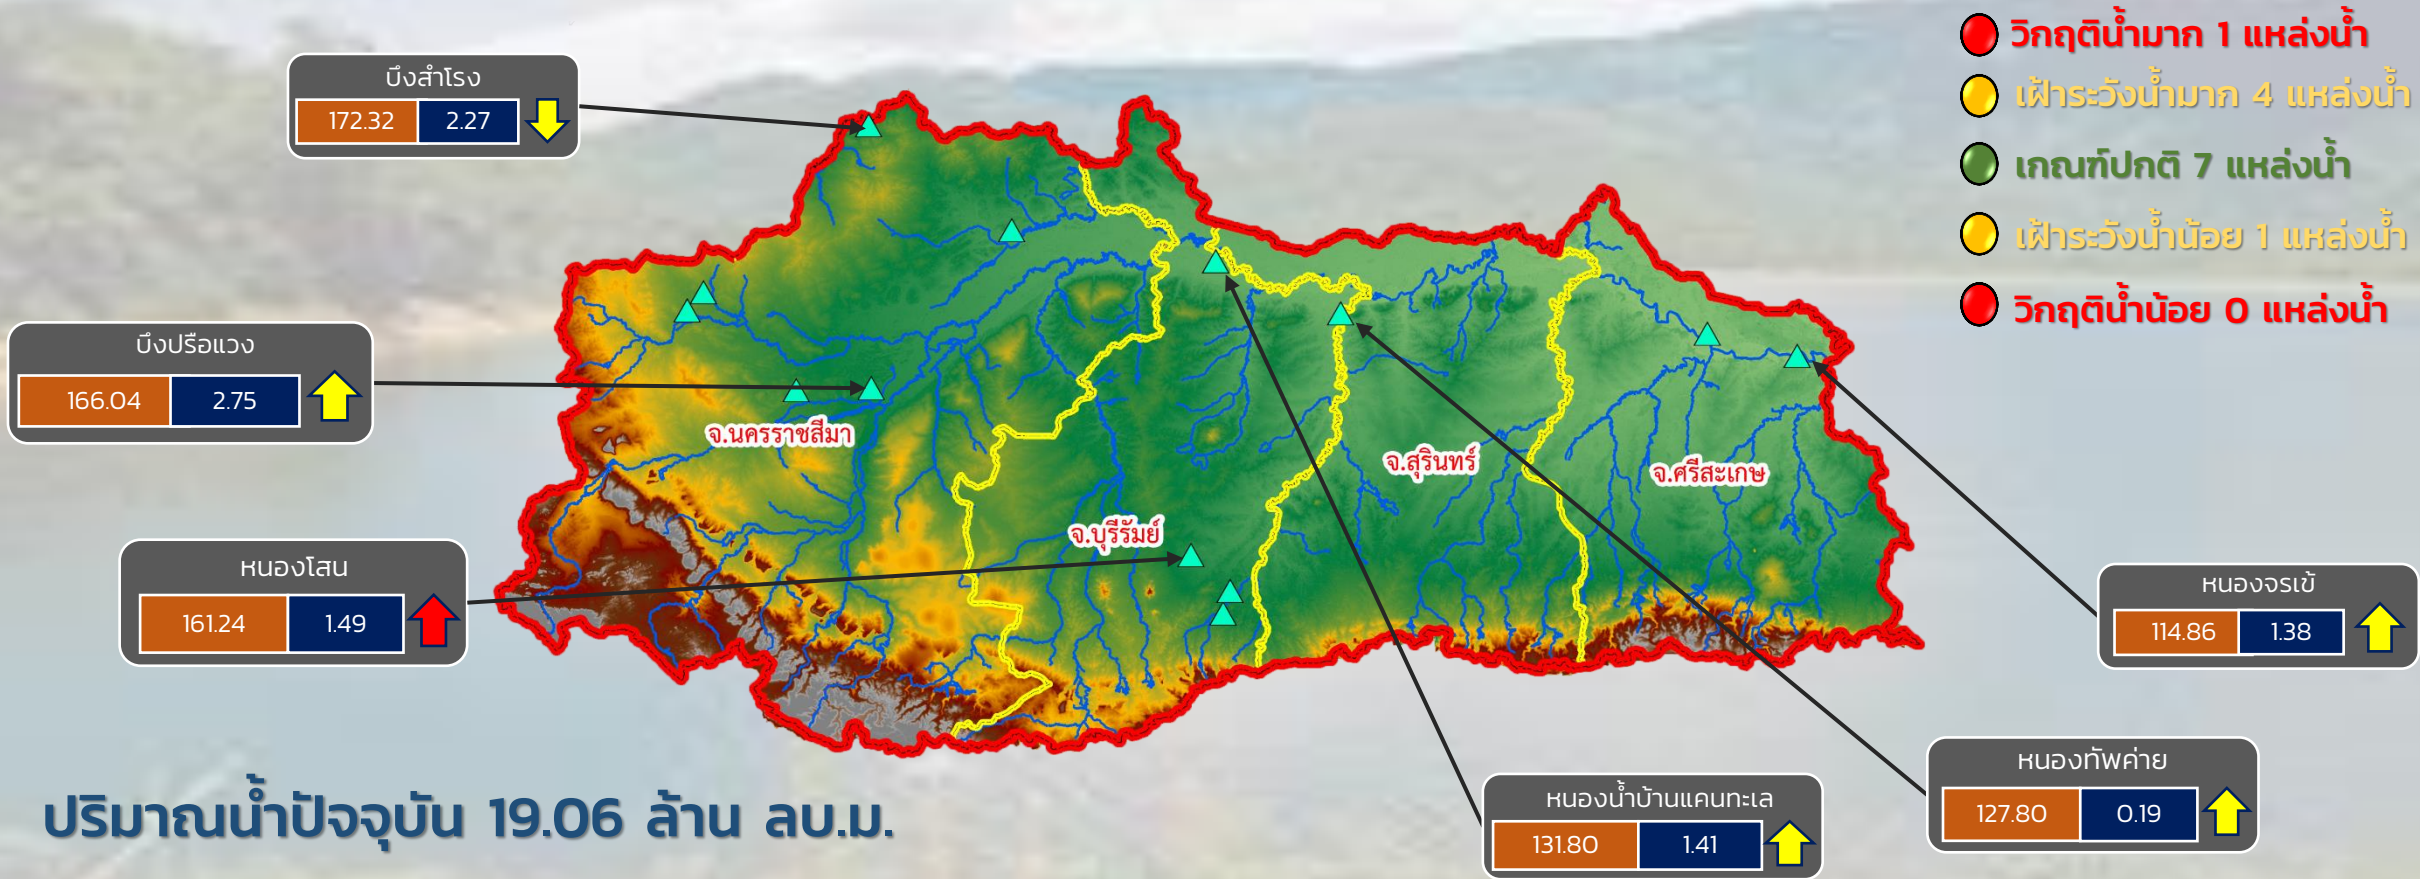 วิกฤติน้ำมาก 1 แหล่งน้ำ
เฝ้าระวังน้ำมาก 4 แหล่งน้ำ
เกณฑ์ปกติ 7 แหล่งน้ำ
เฝ้าระวังน้ำน้อย 1 แหล่งน้ำ
วิกฤติน้ำน้อย 0 แหล่งน้ำ
บึงสำโรง
172.32 2.27
บึงปรือแวง
166.04 2.75
หนองโสน
161.24 1.49
จ.นครราชสีมา
จ.บุรีรัมย์
จ.สุรินทร์
จ.ศรีสะเกษ
หนองจรเข้
114.86 1.38
หนองทัพค่าย
127.80 0.19
หนองน้ำบ้านแคนทะเล
131.80 1.41
ปริมาณน้ำปัจจุบัน 19.06 ล้าน ลบ.ม.